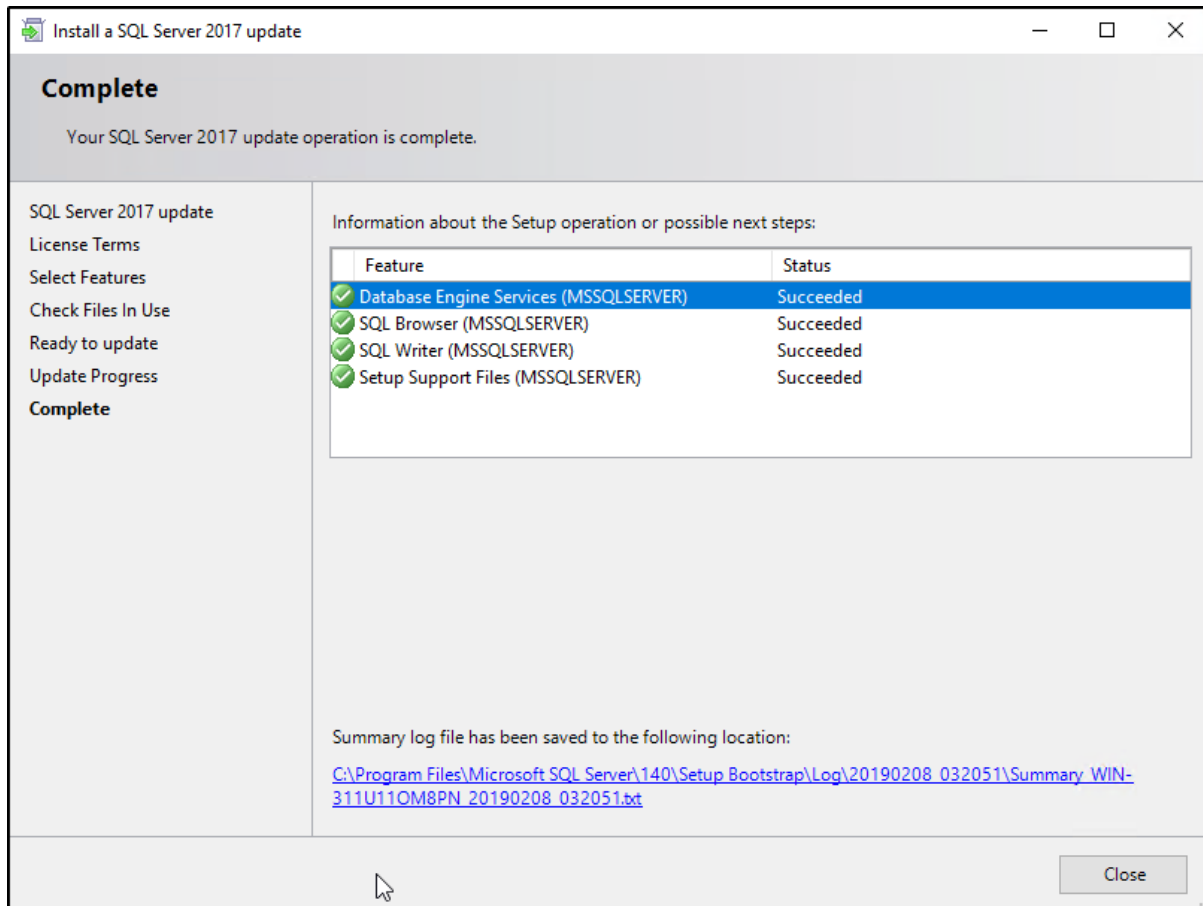 Install a SQL Server 2017 update
Complete
Your SQL Server 2017 update operation is complete.
SQL Server 2017 update
License Terms
Select Features
Check Files In Use
Ready to update
Update Progress
Complete
Information about the Setup operation or possible next steps:
Feature Status
Database Engine Services (MSSQLSERVER) Succeeded
SQL Browser (MSSQLSERVER) Succeeded
SQL Writer (MSSQLSERVER) Succeeded
Setup Support Files (MSSQLSERVER) Succeeded
Summary log file has been saved to the following location:
C:\Program Files\Microsoft SQL Server\140\Setup Bootstrap\Log\20190208_032051\Summary_WIN-
311U11OM8PN_20190208_032051.txt
Close